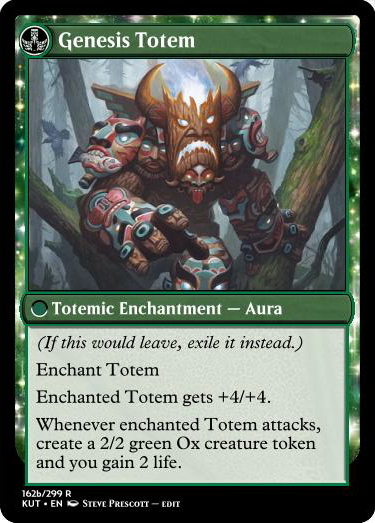 Genesis Totem
Totemic Enchantment — Aura
(If this would leave, exile it instead.)
Enchant Totem
Enchanted Totem gets +4/+4.
Whenever enchanted Totem attacks,
create a 2/2 green Ox creature token
and you gain 2 life.
162b/299 R
KUT • EN Steve Prescott — edit